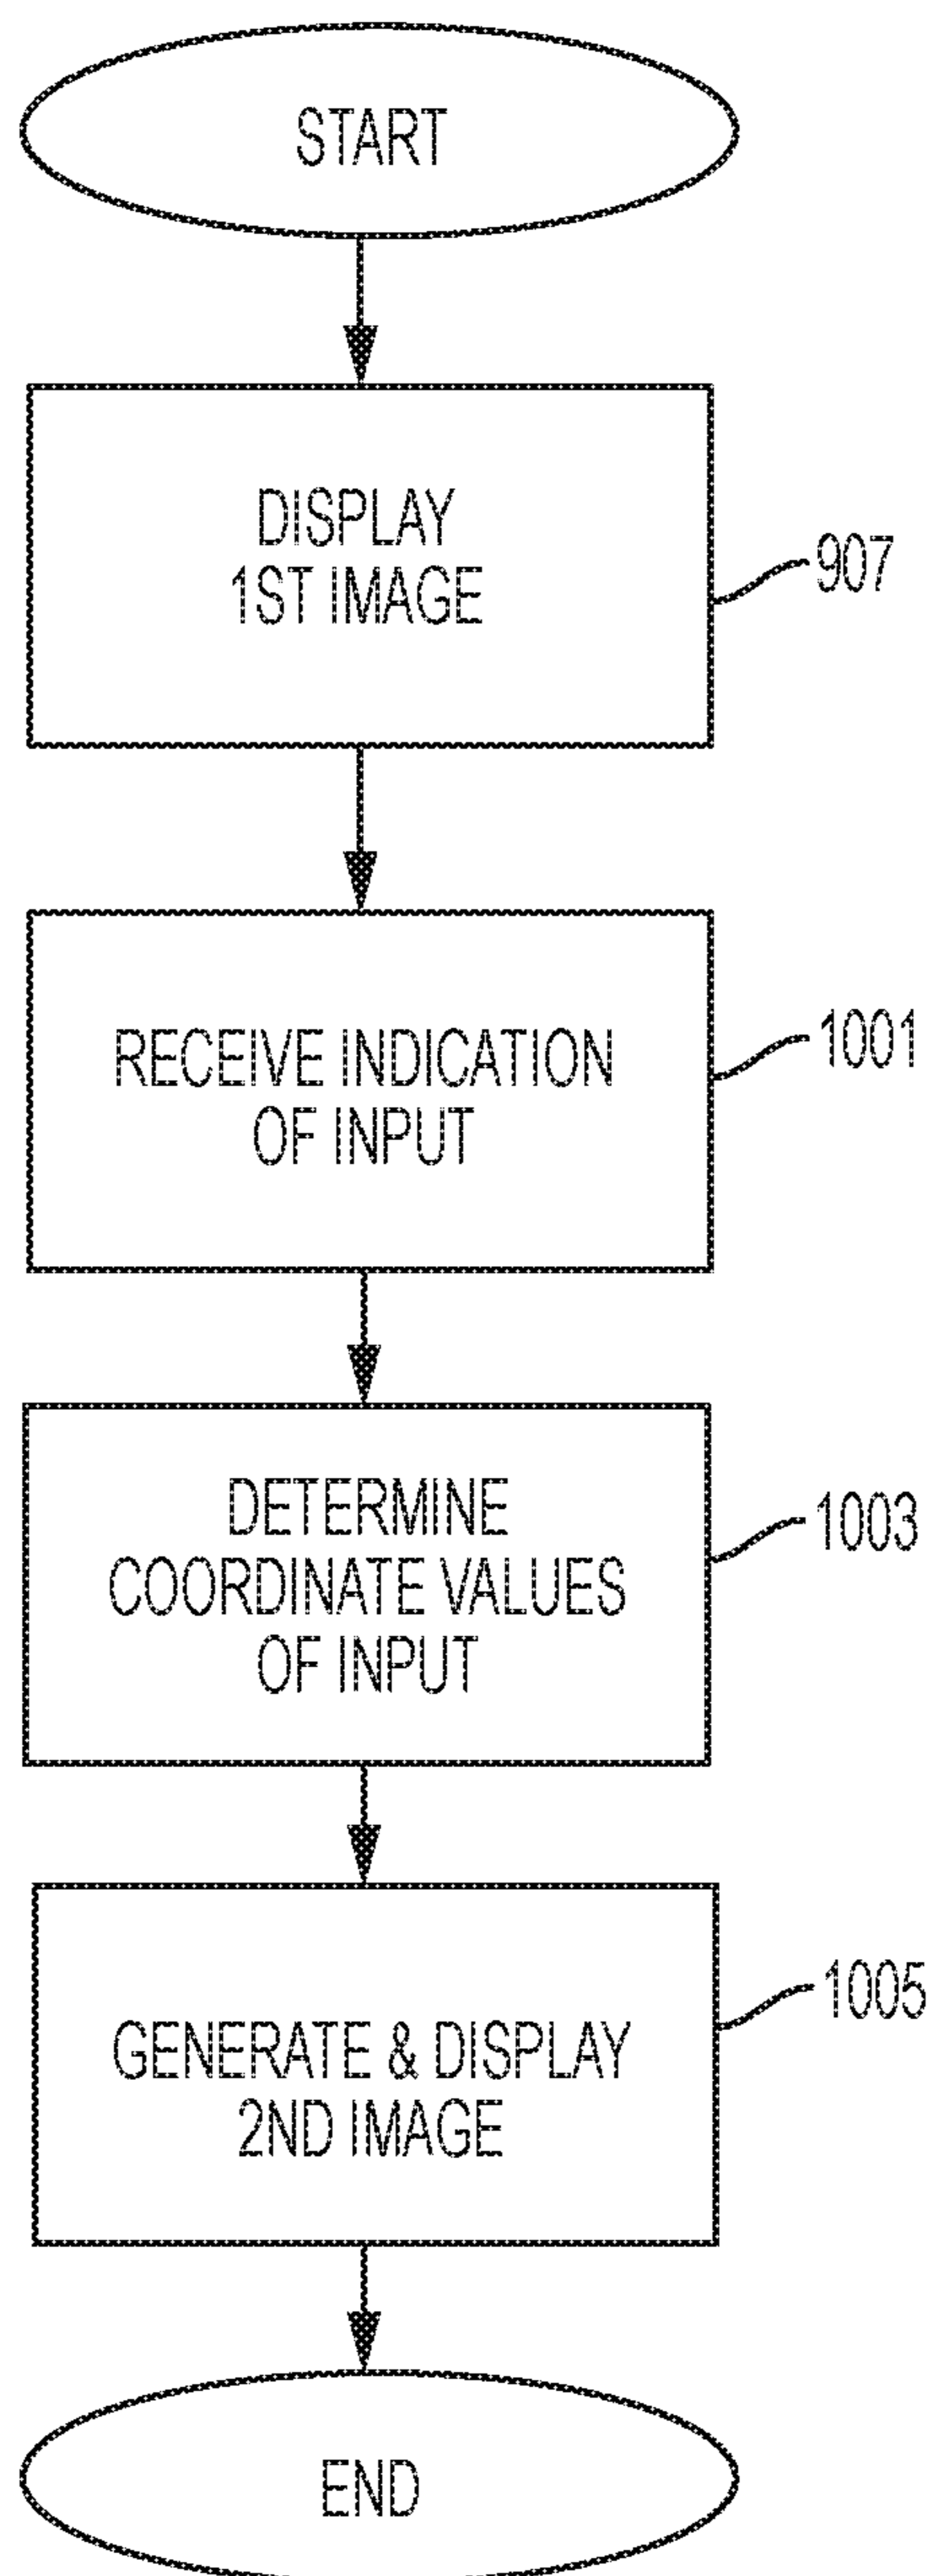 START
DISPLAY
1ST IMAGE
907
RECEIVE INDICATION
OF INPUT
1001
DETERMINE
COORDINATE VALUES
OF INPUT
1003
GENERATE & DISPLAY
2ND IMAGE
1005
END